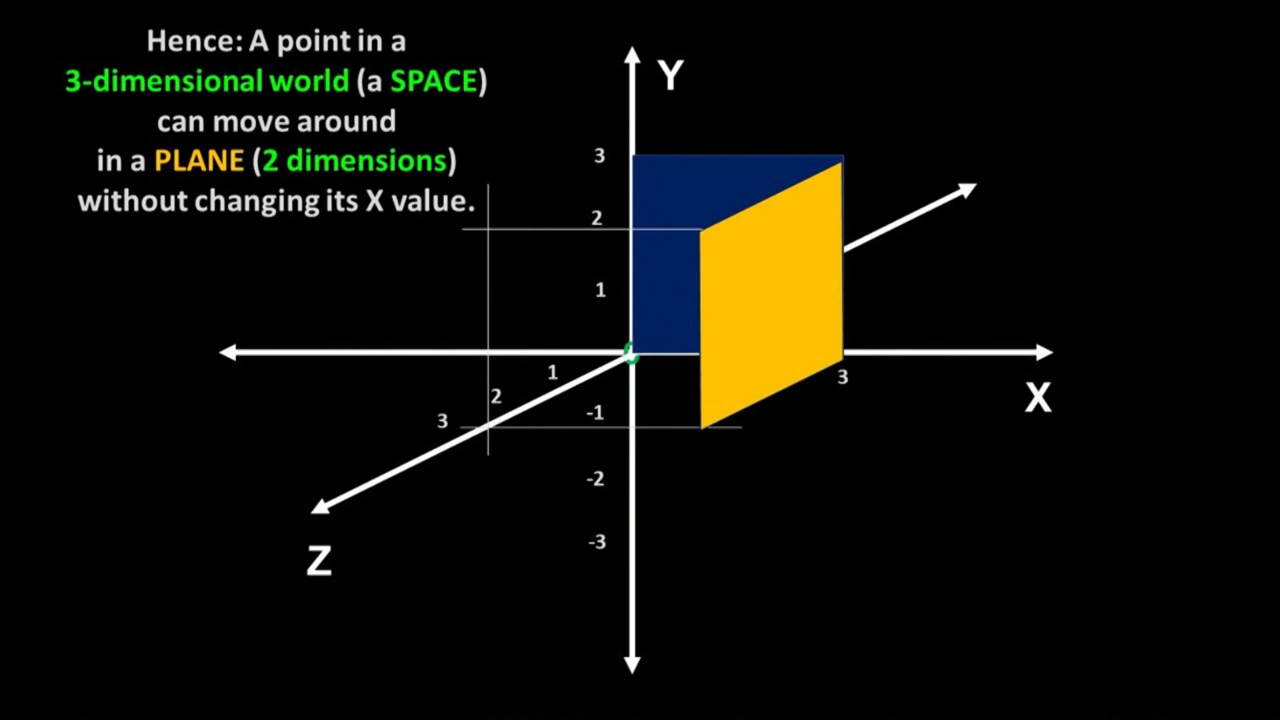 Hence: A point in a
3-dimensional world (a SPACE)
can move around
in a PLANE (2 dimensions)
without changing its X value.
Y
3
2
1
1
2
3
-1
-2
-3
3
X
Z